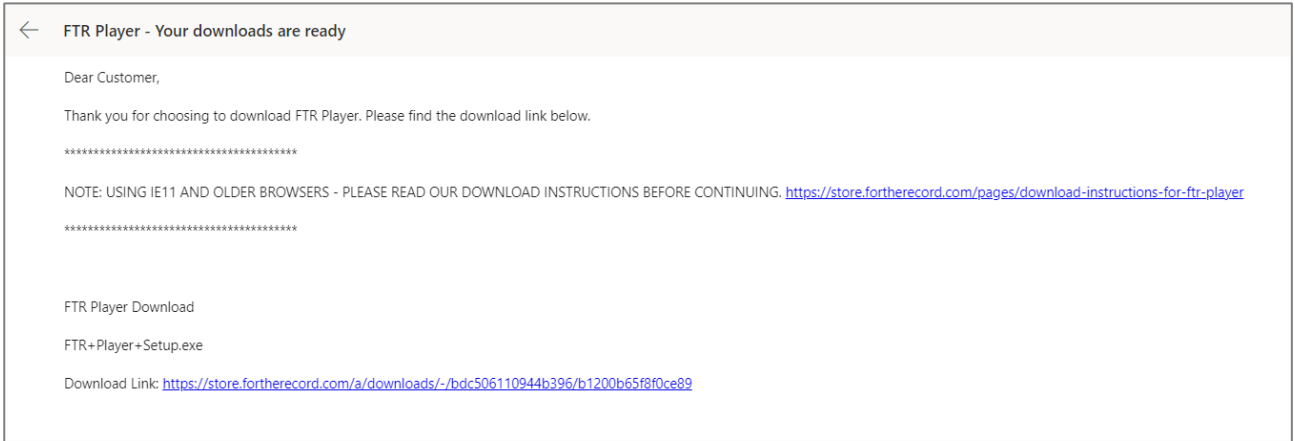 FTR Player - Your downloads are ready
Dear Customer,
Thank you for choosing to download FTR Player. Please find the download link below.
****************************************
NOTE: USING IE11 AND OLDER BROWSERS - PLEASE READ OUR DOWNLOAD INSTRUCTIONS BEFORE CONTINUING. https://store.fortherecord.com/pages/download-instructions-for-ftr-player
****************************************
FTR Player Download
FTR+Player+Setup.exe
Download Link: https://store.fortherecord.com/a/downloads/-/bdc506110944b396/b1200b65f8f0ce89